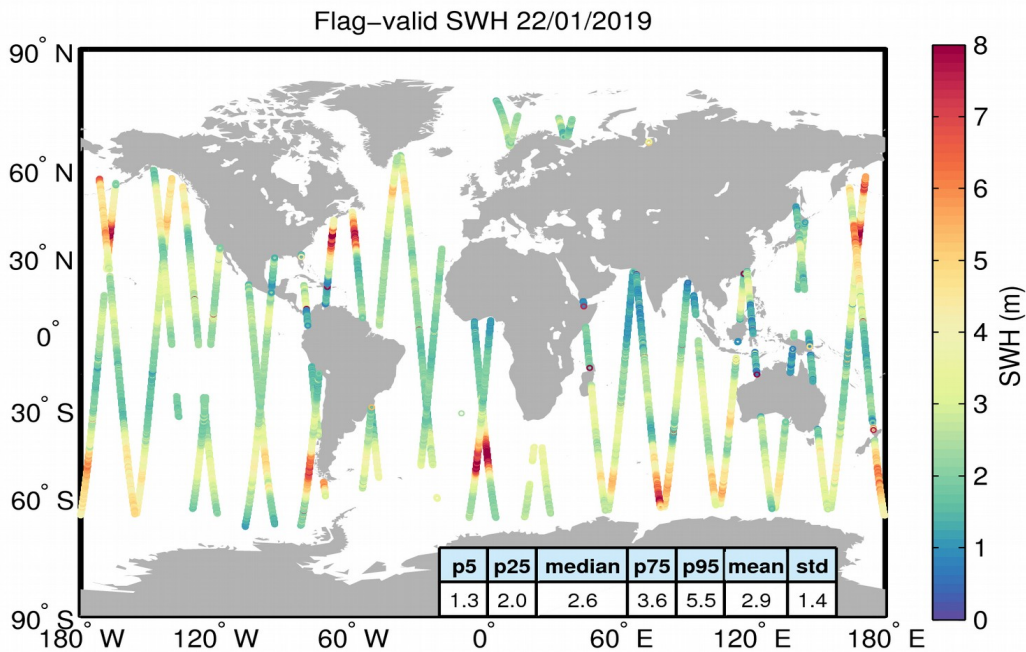 Flag−valid SWH 22/01/2019
90° N
60° N
30° N
0°
30° S
60° S
90° S
180° W
120° W
60° W
0°
60° E
120° E
180° E
p5 p25 median p75 p95 mean std
1.3 2.0 2.6 3.6 5.5 2.9 1.4
8
7
6
5
4
3
2
1
0
SWH (m)